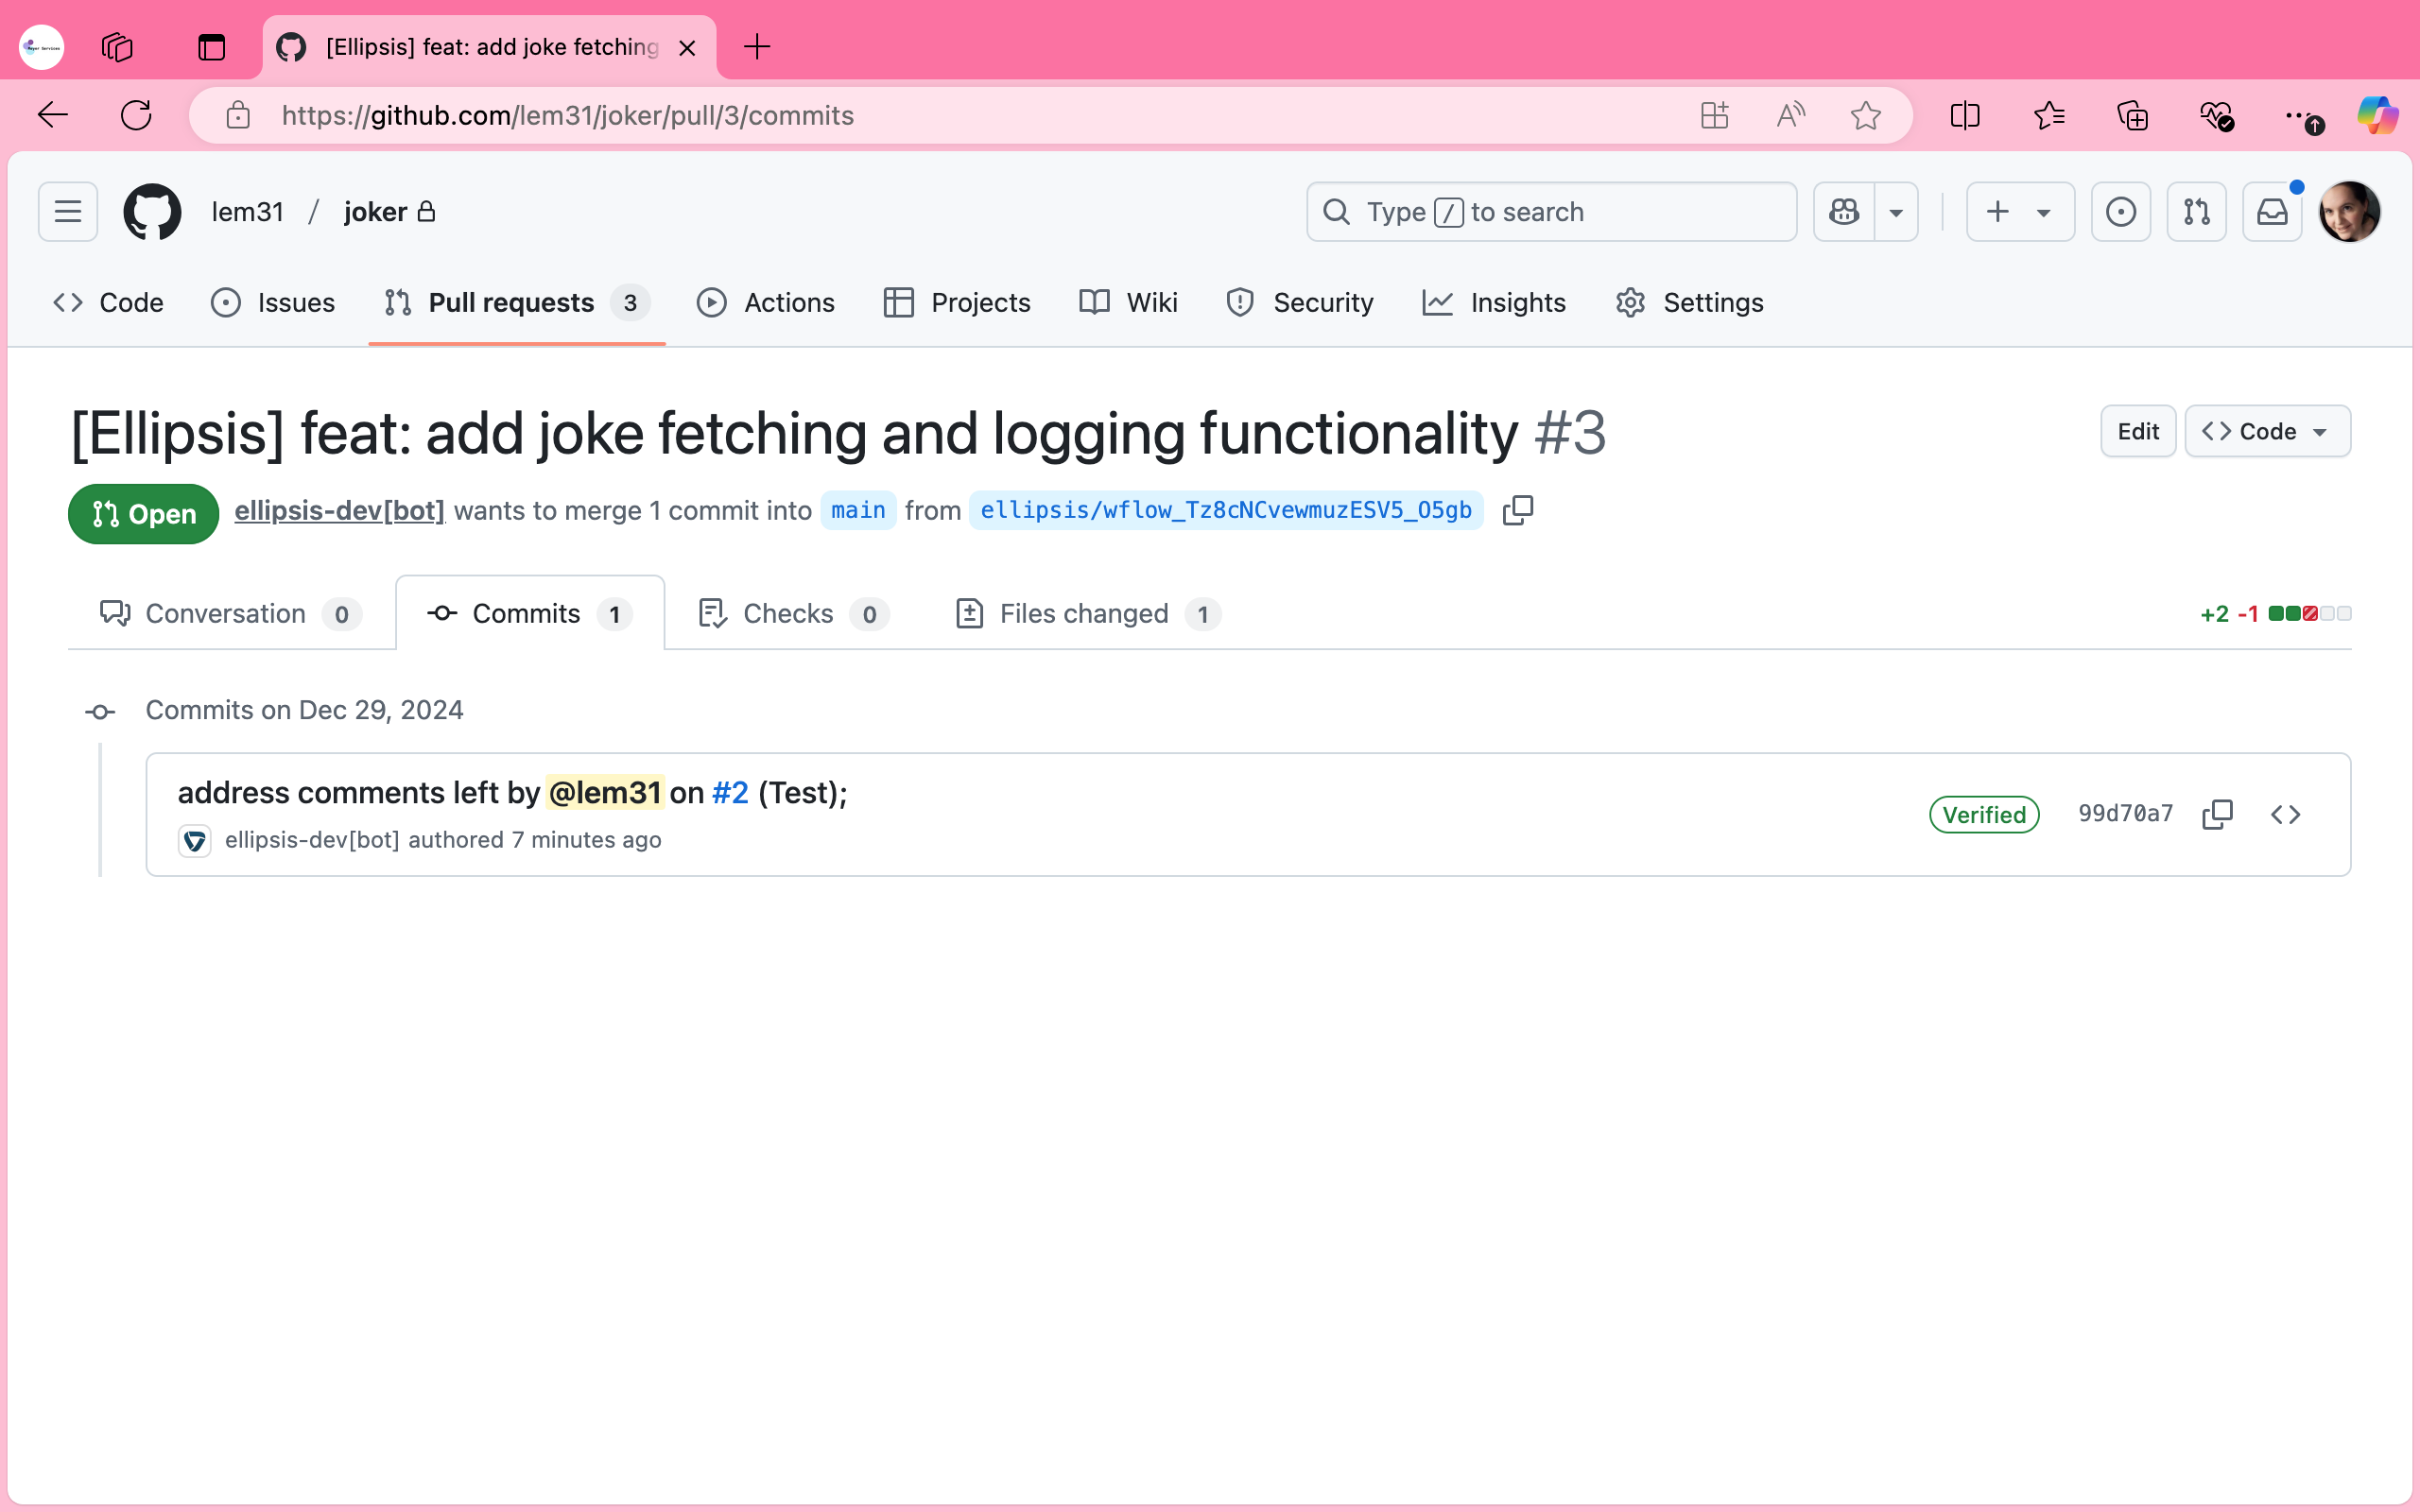 [Ellipsis] feat: add joke fetching
https://github.com/lem31/joker/pull/3/commits
lem31 / joker
Type / to search
Code
Issues
Pull requests 3
Actions
Projects
Wiki
Security
Insights
Settings
[Ellipsis] feat: add joke fetching and logging functionality #3
Edit
Code
Open
ellipsis-dev[bot] wants to merge 1 commit into main from ellipsis/wflow_Tz8cNCvewmuzESV5_O5gb
Conversation 0
Commits 1
Checks 0
Files changed 1
+2 -1
Commits on Dec 29, 2024
address comments left by @lem31 on #2 (Test);
ellipsis-dev[bot] authored 7 minutes ago
Verified
99d70a7